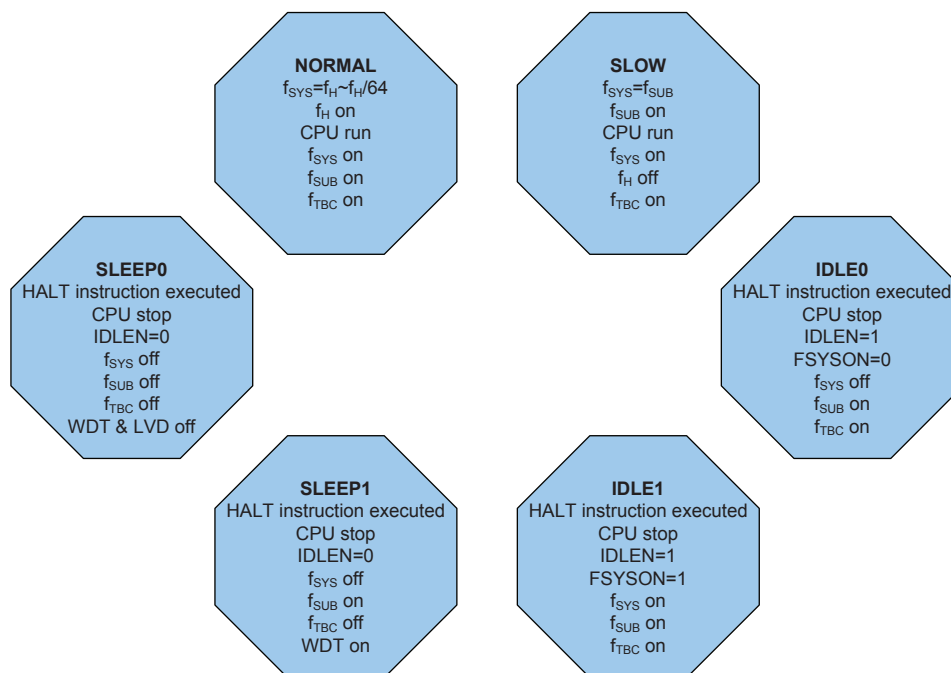 NORMAL
fSYS=fH~fH/64
fH on
CPU run
fSYS on
fSUB on
fTBC on
SLOW
fSYS=fSUB
fSUB on
CPU run
fSYS on
fH off
fTBC on
SLEEP0
HALT instruction executed
CPU stop
IDLEN=0
fSYS off
fSUB off
fTBC off
WDT & LVD off
IDLE0
HALT instruction executed
CPU stop
IDLEN=1
FSYSON=0
fSYS off
fSUB on
fTBC on
SLEEP1
HALT instruction executed
CPU stop
IDLEN=0
fSYS off
fSUB on
fTBC off
WDT on
IDLE1
HALT instruction executed
CPU stop
IDLEN=1
FSYSON=1
fSYS on
fSUB on
fTBC on